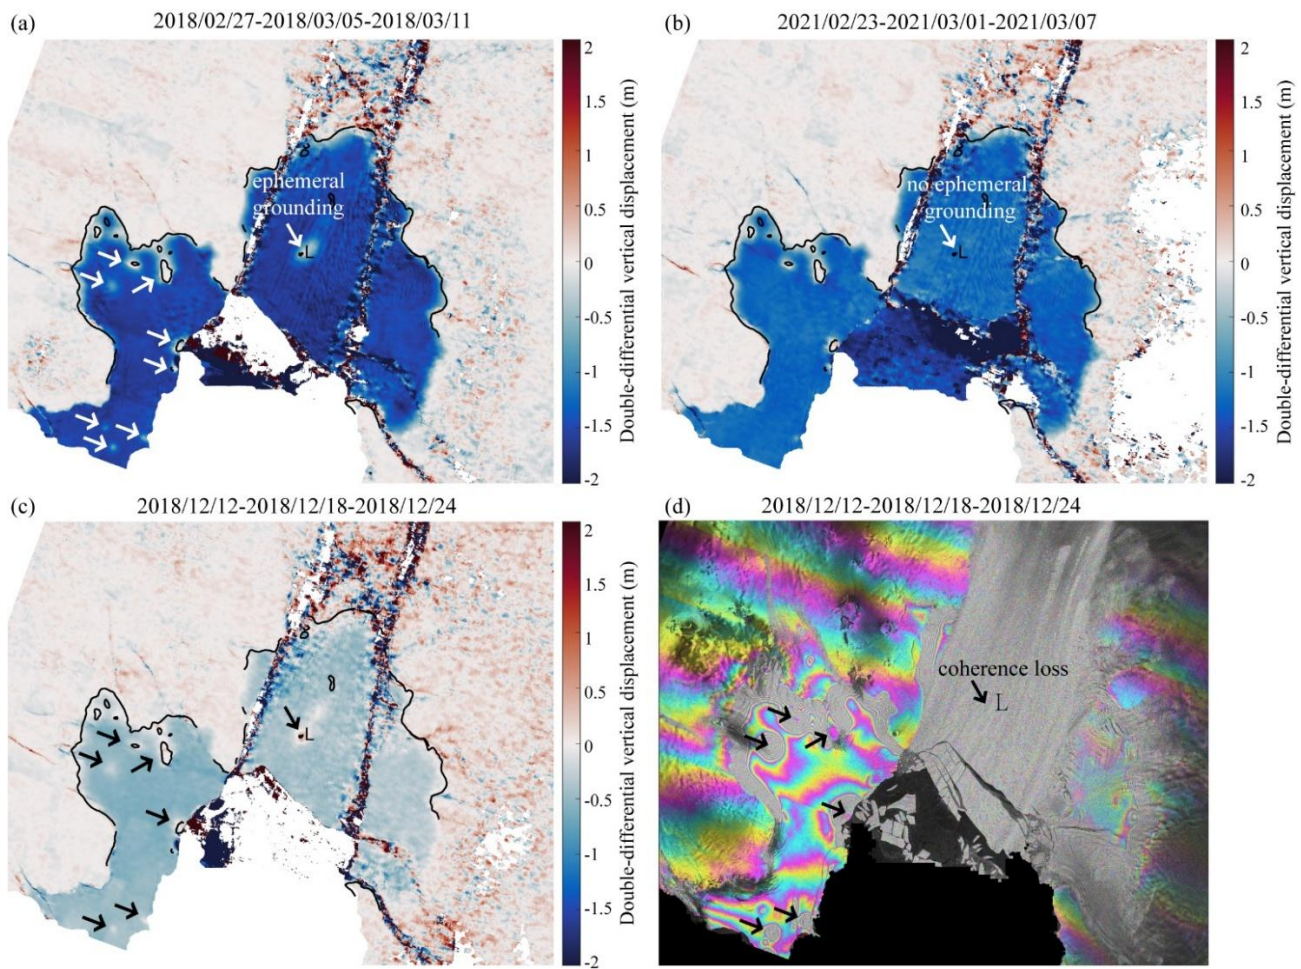 (a)
2018/02/27-2018/03/05-2018/03/11
ephemeral
grounding
L
2
1.5
1
0.5
0
-0.5
-1
-1.5
-2
Double-differential vertical displacement (m)
(b)
2021/02/23-2021/03/01-2021/03/07
no ephemeral
grounding
L
2
1.5
1
0.5
0
-0.5
-1
-1.5
-2
Double-differential vertical displacement (m)
(c)
2018/12/12-2018/12/18-2018/12/24
L
2
1.5
1
0.5
0
-0.5
-1
-1.5
-2
Double-differential vertical displacement (m)
(d)
2018/12/12-2018/12/18-2018/12/24
coherence loss
L